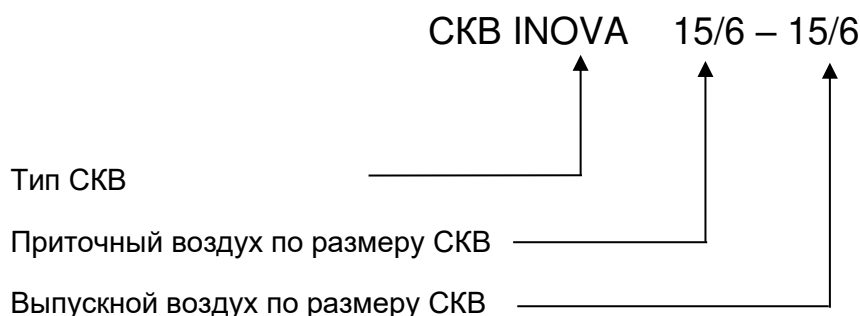 СКВ INOVA 15/6 – 15/6
Тип СКВ
Приточный воздух по размеру СКВ
Выпускной воздух по размеру СКВ